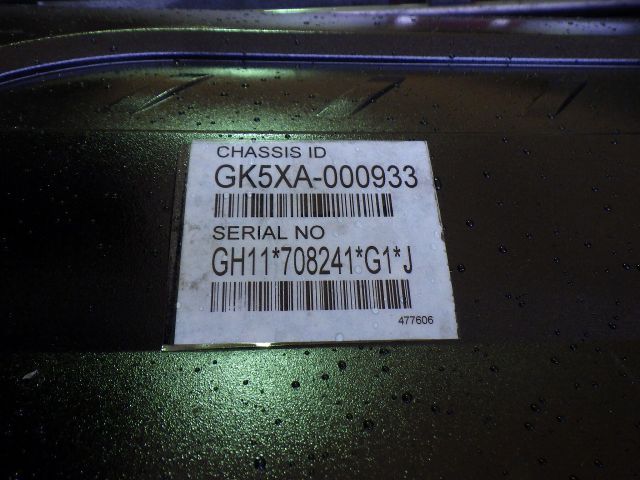 CHASSIS ID
GK5XA-000933
SERIAL NO
GH11*708241*G1*J
477606